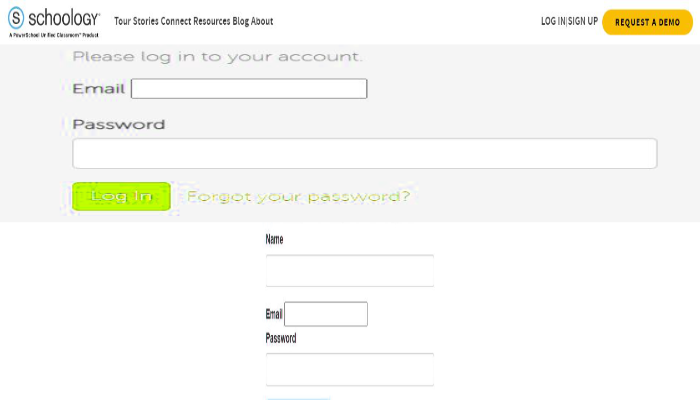 schoology®
A PowerSchool Unified Classroom® Product
Tour Stories Connect Resources Blog About
LOG IN|SIGN UP
REQUEST A DEMO
Please log in to your account.
Email
Password
Log In
Forgot your password?
Name
Email
Password